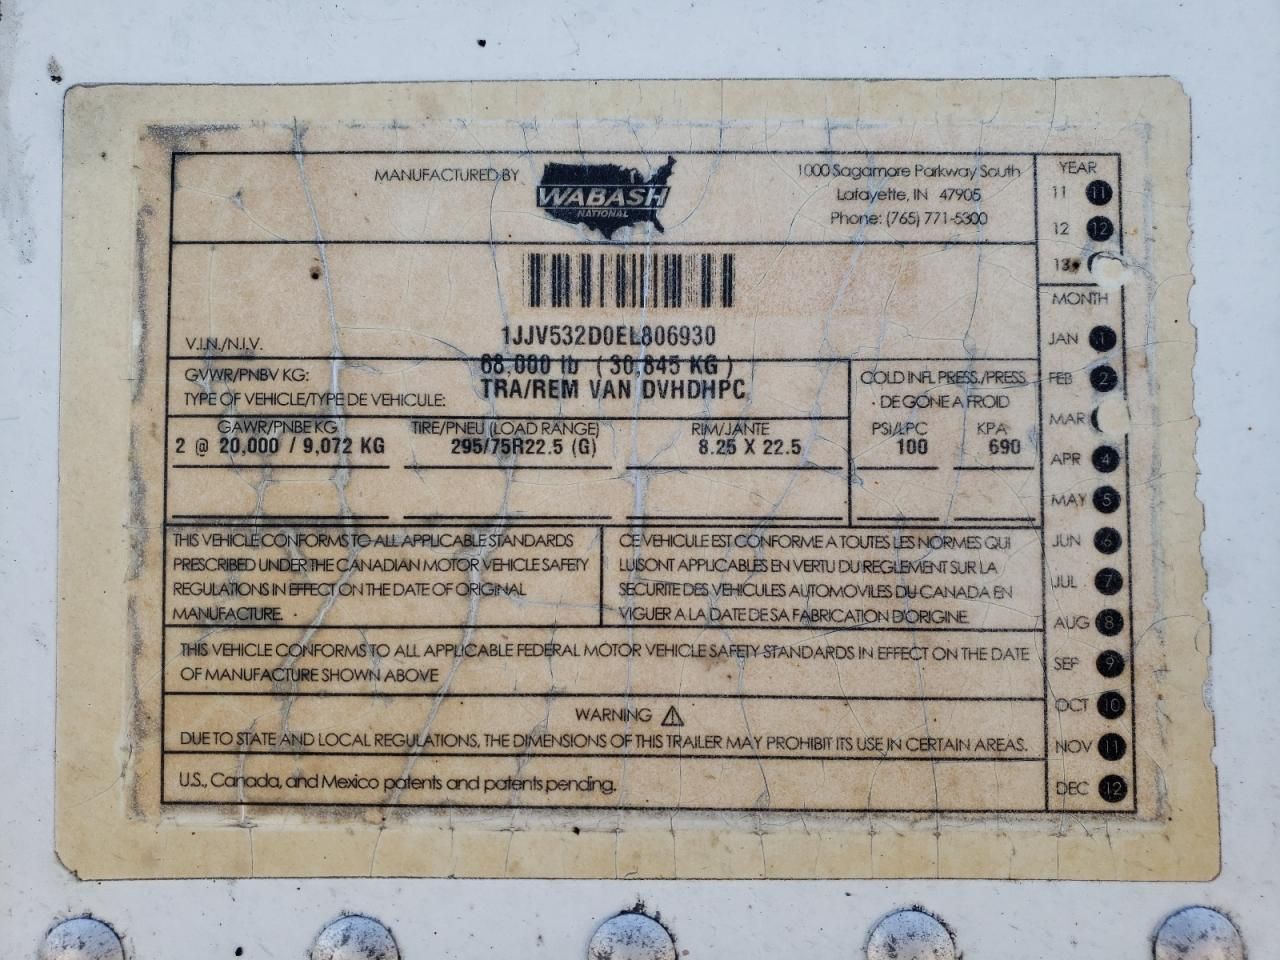 MANUFACTURED BY
WABASH
NATIONAL
1000 Sagamore Parkway South
Lafayette, IN 47905
Phone: (765) 771-5300
YEAR
11 11
12 12
13
MONTH
JAN 1
FEB 2
MAR
APR 4
MAY 5
JUN 6
JUL 7
AUG 8
SEP 9
OCT 10
NOV 11
DEC 12
V.I.N./N.I.V. 1JJV532D0EL806930
GVWR/PNBV KG: 68,000 lb ( 30,845 KG )
TYPE OF VEHICLE/TYPE DE VEHICULE: TRA/REM VAN DVHDHPC
COLD INFL PRESS./PRESS.
DE GONE A FROID
GAWR/PNBE KG TIRE/PNEU (LOAD RANGE) RIM/JANTE PSI/LPC KPA
2 @ 20,000 / 9,072 KG 295/75R22.5 (G) 8.25 X 22.5 100 690
THIS VEHICLE CONFORMS TO ALL APPLICABLE STANDARDS
PRESCRIBED UNDER THE CANADIAN MOTOR VEHICLE SAFETY
REGULATIONS IN EFFECT ON THE DATE OF ORIGINAL
MANUFACTURE.
CE VEHICULE EST CONFORME A TOUTES LES NORMES QUI
LUI SONT APPLICABLES EN VERTU DU REGLEMENT SUR LA
SECURITE DES VEHICULES AUTOMOVILES DU CANADA EN
VIGUER A LA DATE DE SA FABRICATION D'ORIGINE
THIS VEHICLE CONFORMS TO ALL APPLICABLE FEDERAL MOTOR VEHICLE SAFETY STANDARDS IN EFFECT ON THE DATE
OF MANUFACTURE SHOWN ABOVE
WARNING ⚠
DUE TO STATE AND LOCAL REGULATIONS, THE DIMENSIONS OF THIS TRAILER MAY PROHIBIT ITS USE IN CERTAIN AREAS.
U.S., Canada, and Mexico patents and patents pending.